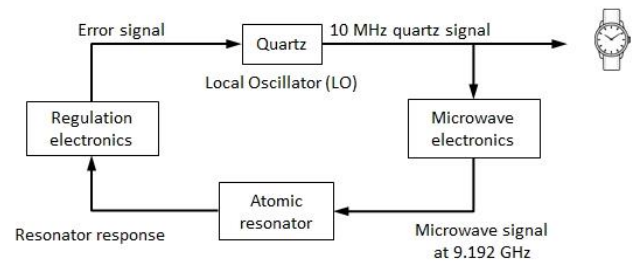 Error signal
Quartz
10 MHz quartz signal
Local Oscillator (LO)
Regulation
electronics
Microwave
electronics
Atomic
resonator
Resonator response
Microwave signal
at 9.192 GHz